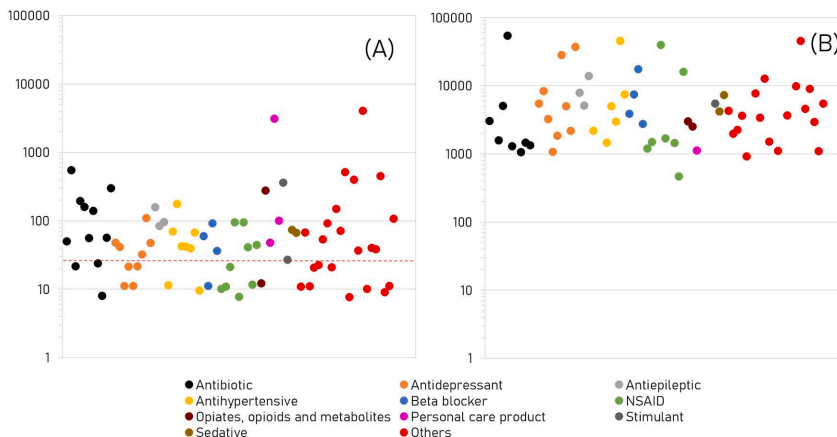 100000
10000
1000
100
10
1
(A)
100000
10000
1000
100
10
1
(B)
Antibiotic
Antidepressant
Antiepileptic
Antihypertensive
Beta blocker
NSAID
Opiates, opioids and metabolites
Personal care product
Stimulant
Sedative
Others